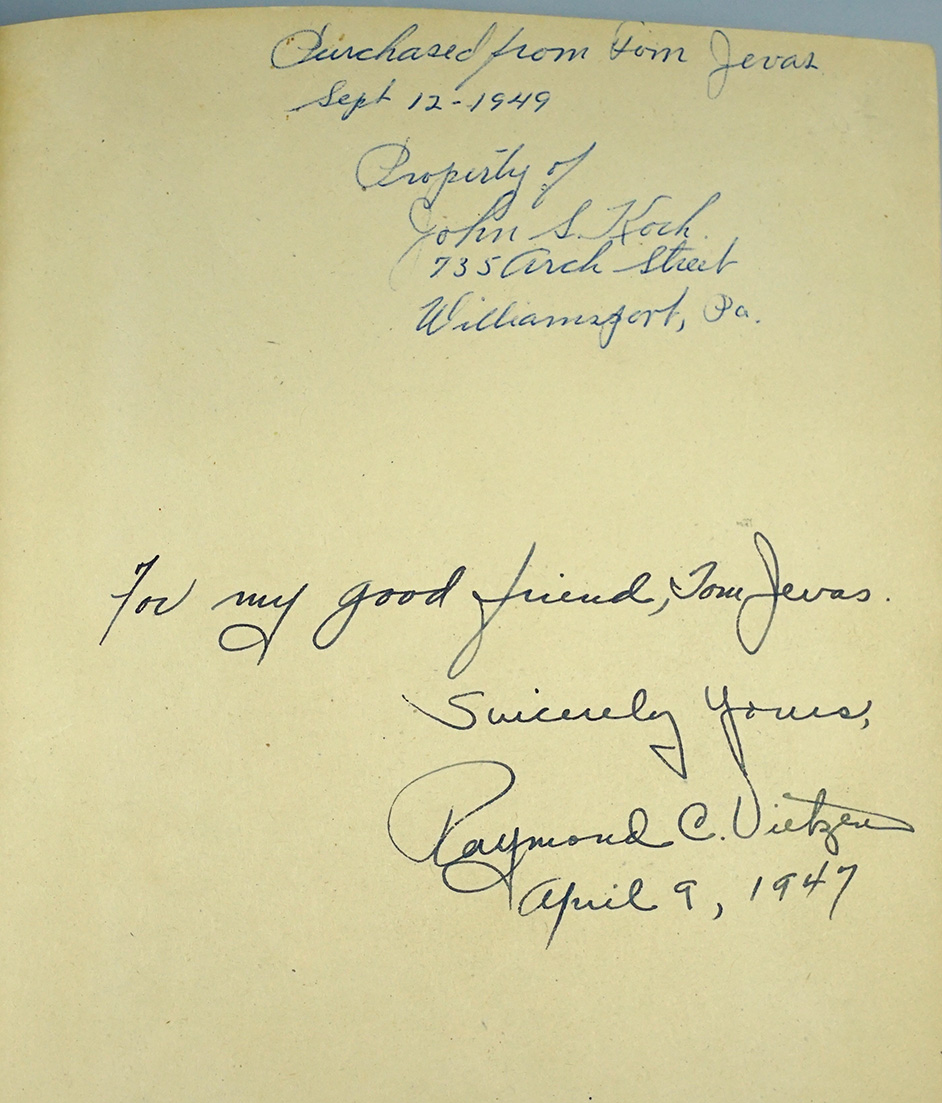 Purchased from Tom Jevas
Sept 12-1949
Property of
John S. Koch.
735 Arch Street
Williamsport, Pa.
For my good friend, Tom Jevas.
Sincerely Yours,
Raymond C. Vietzen
April 9, 1947